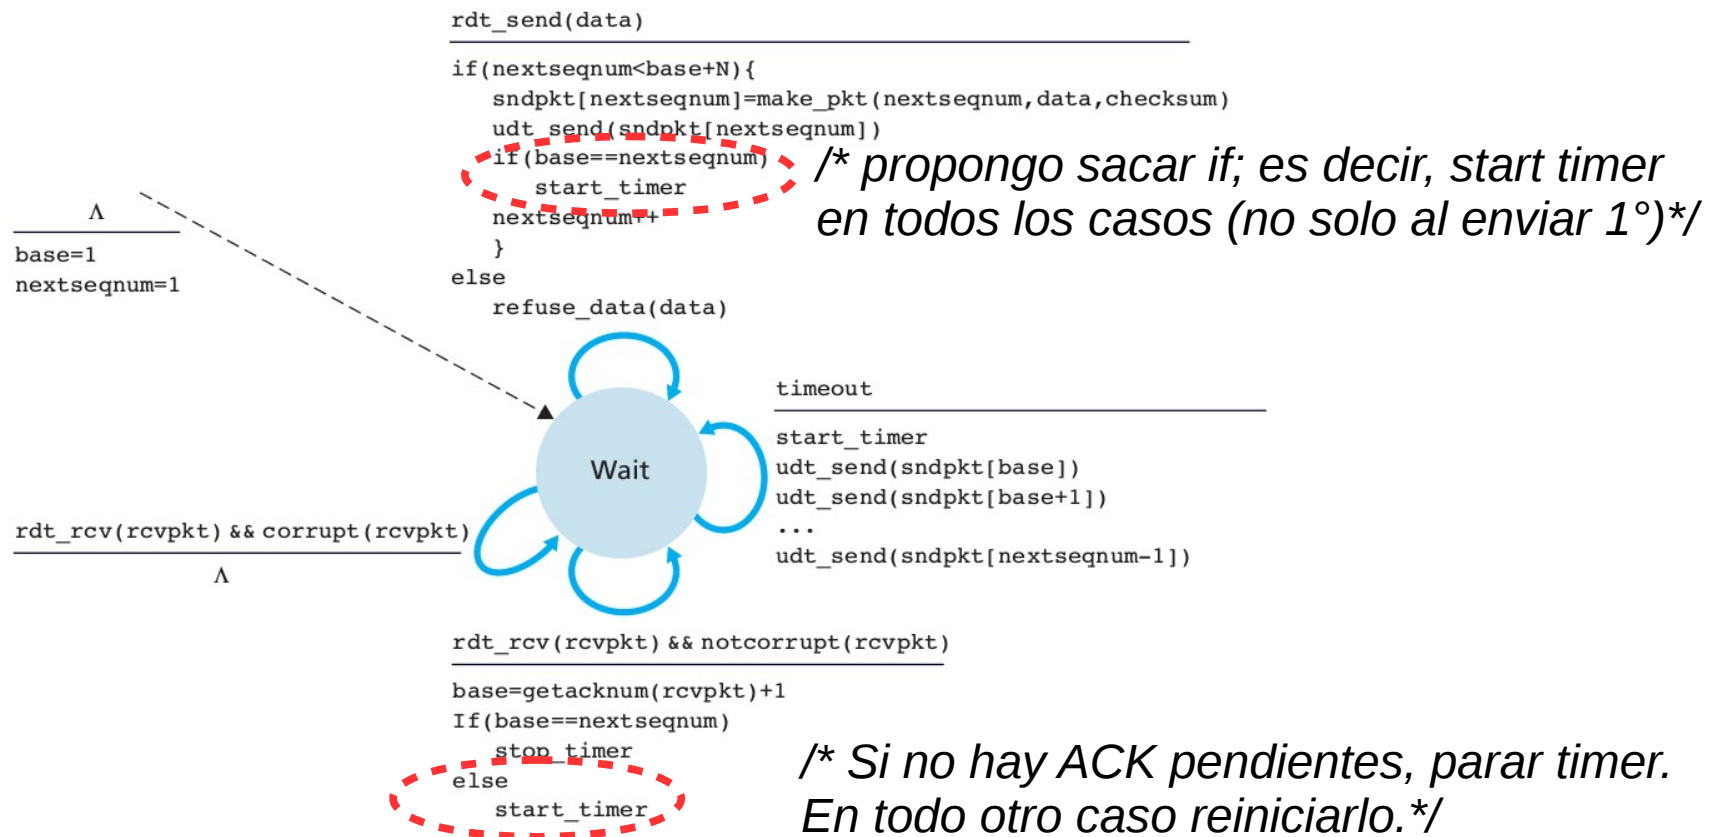 rdt_send(data)
if(nextseqnum<base+N){
sndpkt[nextseqnum]=make_pkt(nextseqnum,data,checksum)
udt_send(sndpkt[nextseqnum])
if(base==nextseqnum)
start_timer
nextseqnum++
}
else
refuse_data(data)
/* propongo sacar if; es decir, start timer
en todos los casos (no solo al enviar 1°)*/
Λ
base=1
nextseqnum=1
timeout
start_timer
udt_send(sndpkt[base])
udt_send(sndpkt[base+1])
...
udt_send(sndpkt[nextseqnum-1])
Wait
rdt_rcv(rcvpkt) && corrupt(rcvpkt)
Λ
rdt_rcv(rcvpkt) && notcorrupt(rcvpkt)
base=getacknum(rcvpkt)+1
If(base==nextseqnum)
stop_timer
else
start_timer
/* Si no hay ACK pendientes, parar timer.
En todo otro caso reiniciarlo.*/